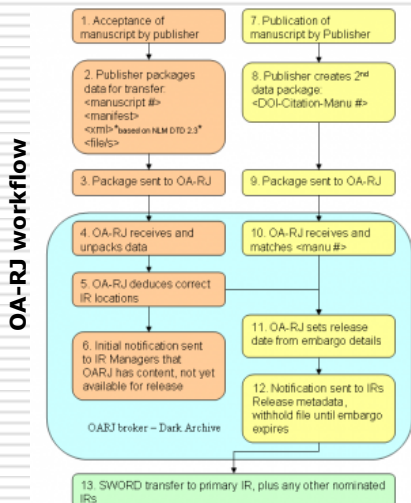 OA-RJ workflow
1. Acceptance of
manuscript by publisher
2. Publisher packages
data for transfer:
<manuscript #>
<manifest>
<xml>*based on NLM DTD 2.3*
<file/s>
3. Package sent to OA-RJ
4. OA-RJ receives and
unpacks data
5. OA-RJ deduces correct
IR locations
6. Initial notification sent
to IR Managers that
OARJ has content, not yet
available for release
OARJ broker – Dark Archive
7. Publication of
manuscript by Publisher
8. Publisher creates 2nd
data package:
<DOI-Citation-Manu #>
9. Package sent to OA-RJ
10. OA-RJ receives and
matches <manu #>
11. OA-RJ sets release
date from embargo details
12. Notification sent to IRs
Release metadata,
withhold file until embargo
expires
13. SWORD transfer to primary IR, plus any other nominated
IRs